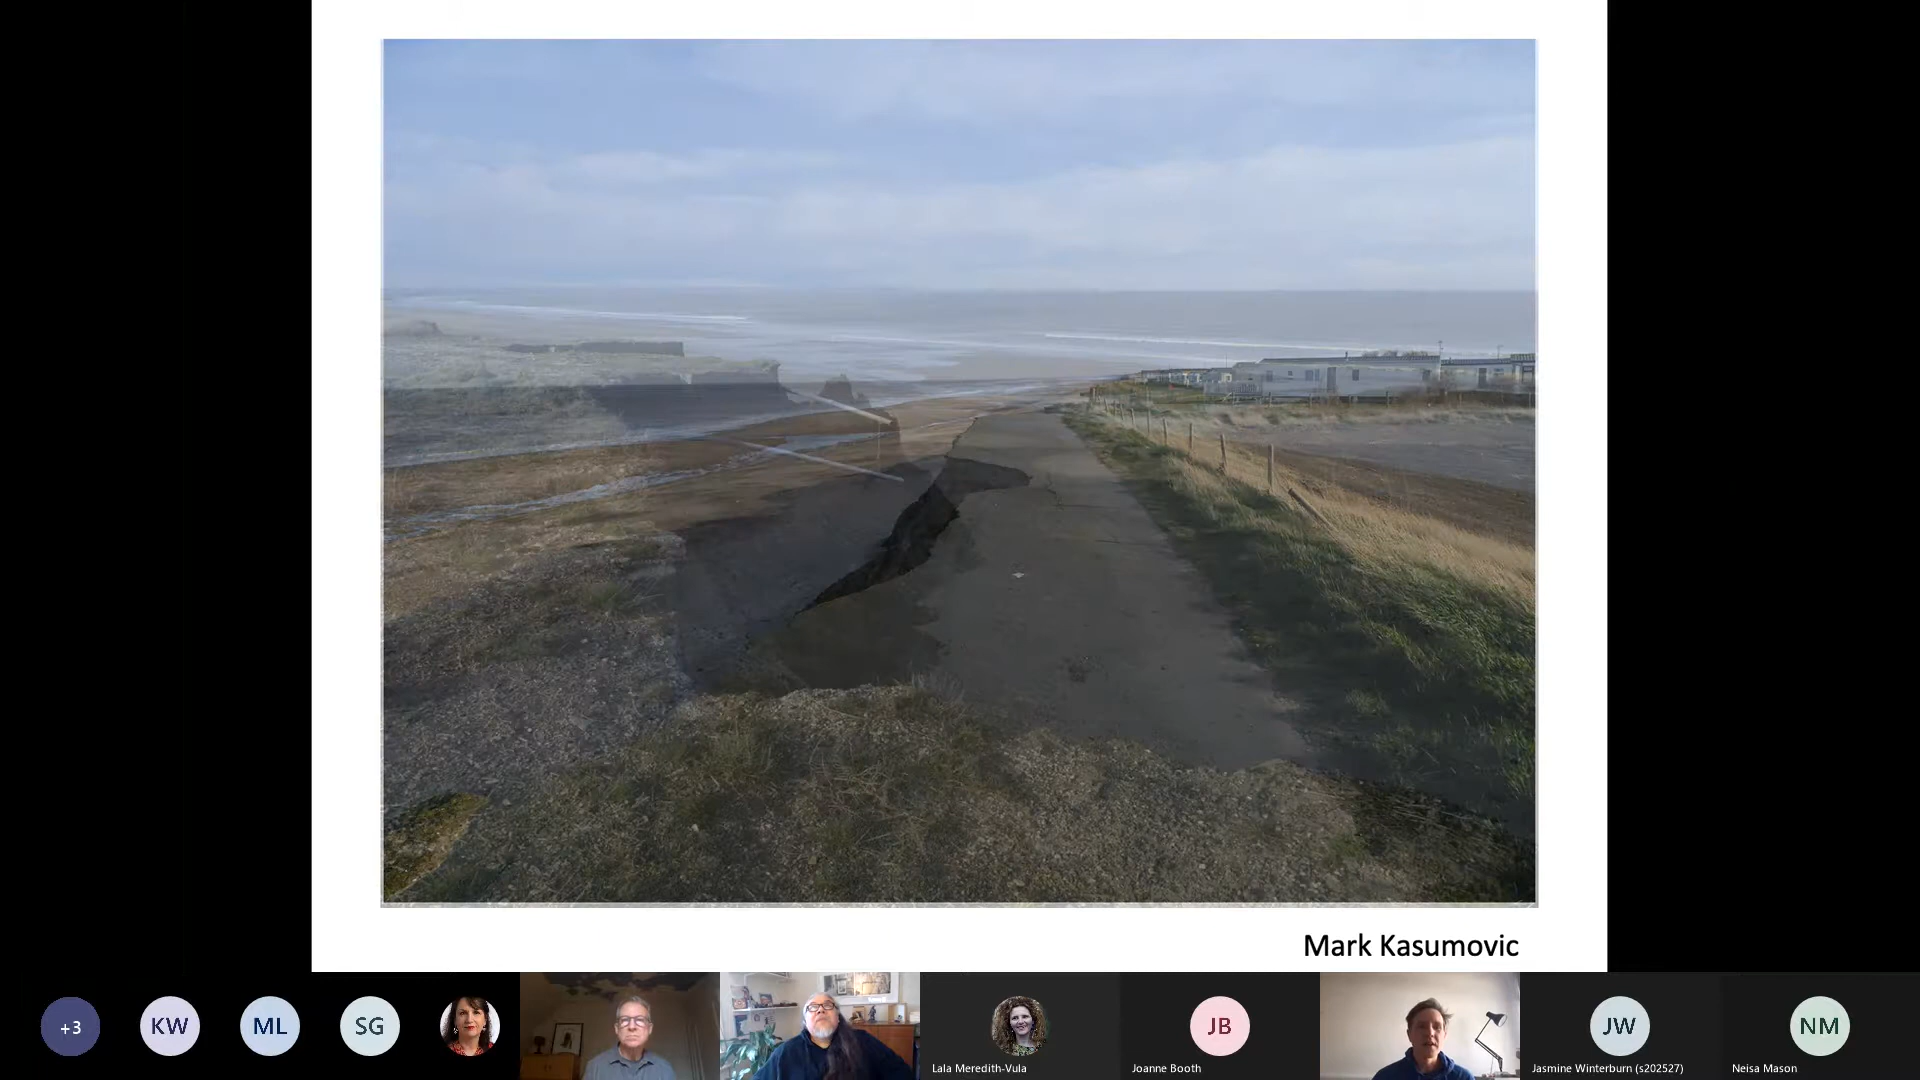 Mark Kasumovic
+3
KW
ML
SG
Lala Meredith-Vula
JB
Joanne Booth
JW
Jasmine Winterburn (s202527)
NM
Neisa Mason